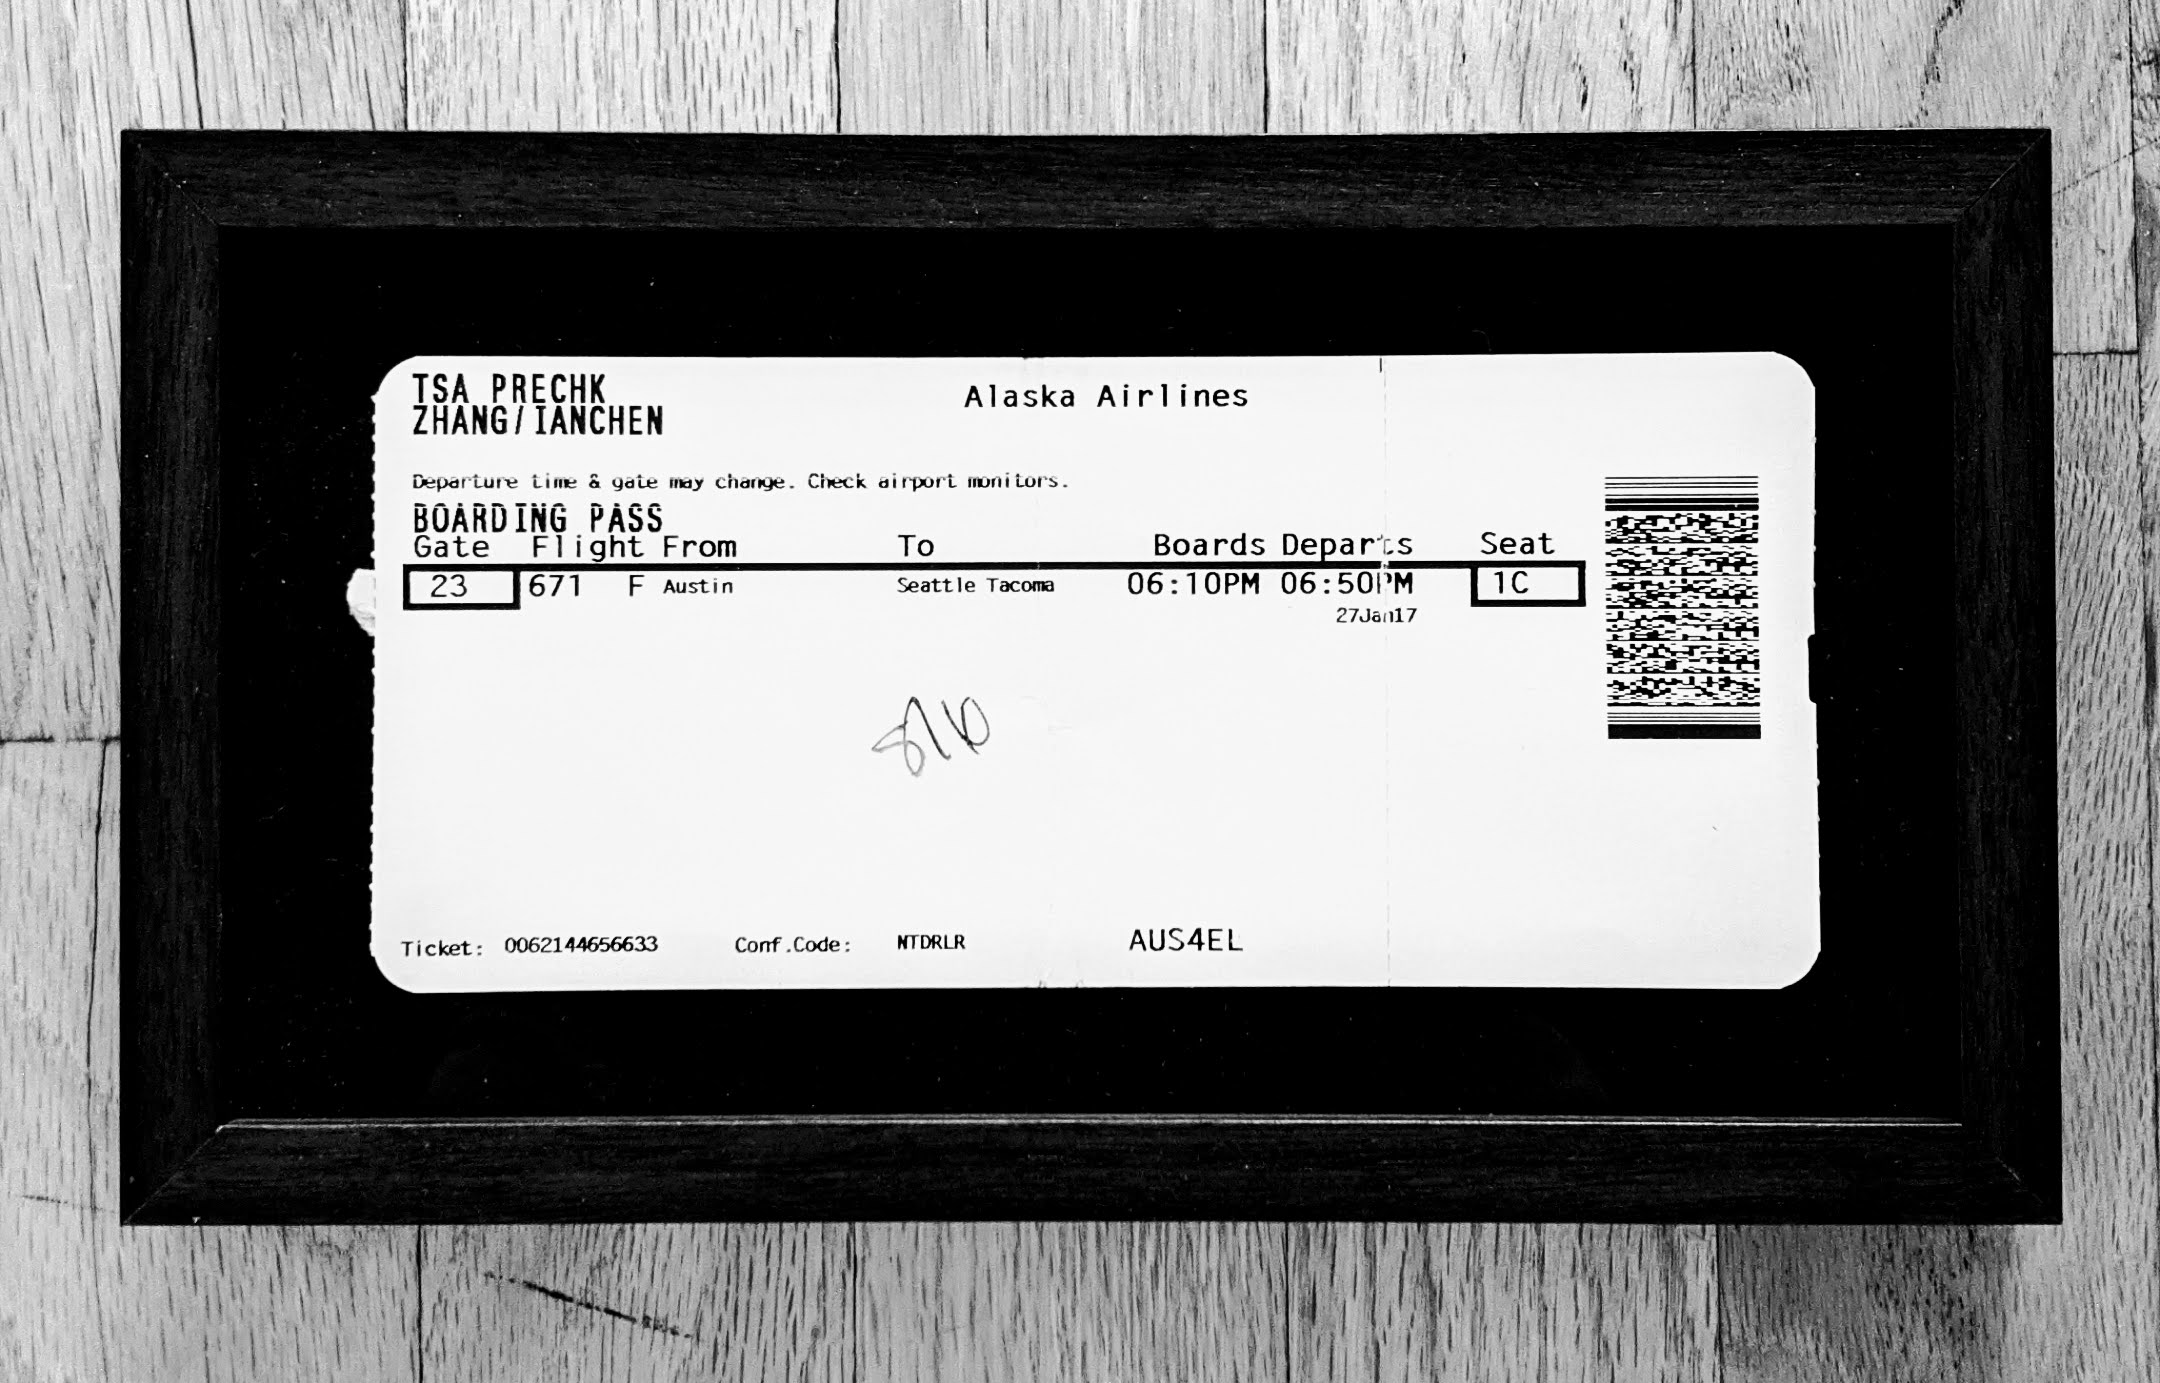 TSA PRECHK
ZHANG/IANCHEN
Alaska Airlines
Departure time & gate may change. Check airport monitors.
BOARDING PASS
Gate Flight From To Boards Departs Seat
23 671 F Austin Seattle Tacoma 06:10PM 06:50PM 1C
27Jan17
Ticket: 0062144656633 Conf.Code: NTDRLR AUS4EL